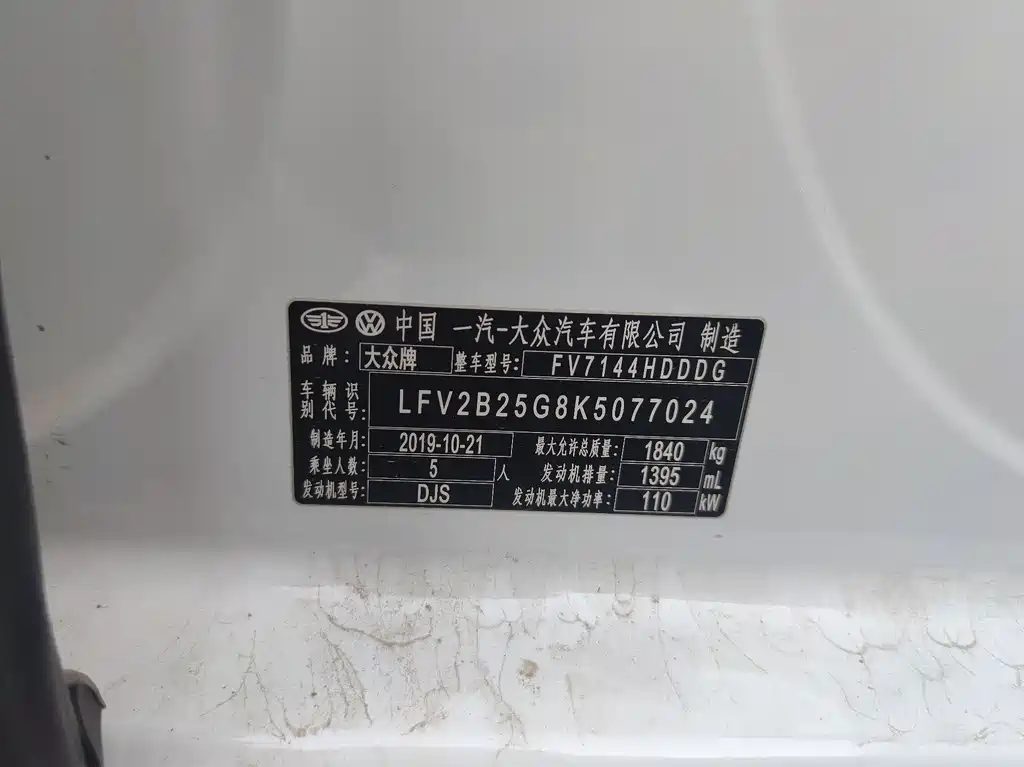 中国 一汽-大众汽车有限公司 制造
品牌: 大众牌 整车型号: FV7144HDDDG
车辆识别代号: LFV2B25G8K5077024
制造年月: 2019-10-21 最大允许总质量: 1840 kg
乘坐人数: 5 人 发动机排量: 1395 mL
发动机型号: DJS 发动机最大净功率: 110 kW